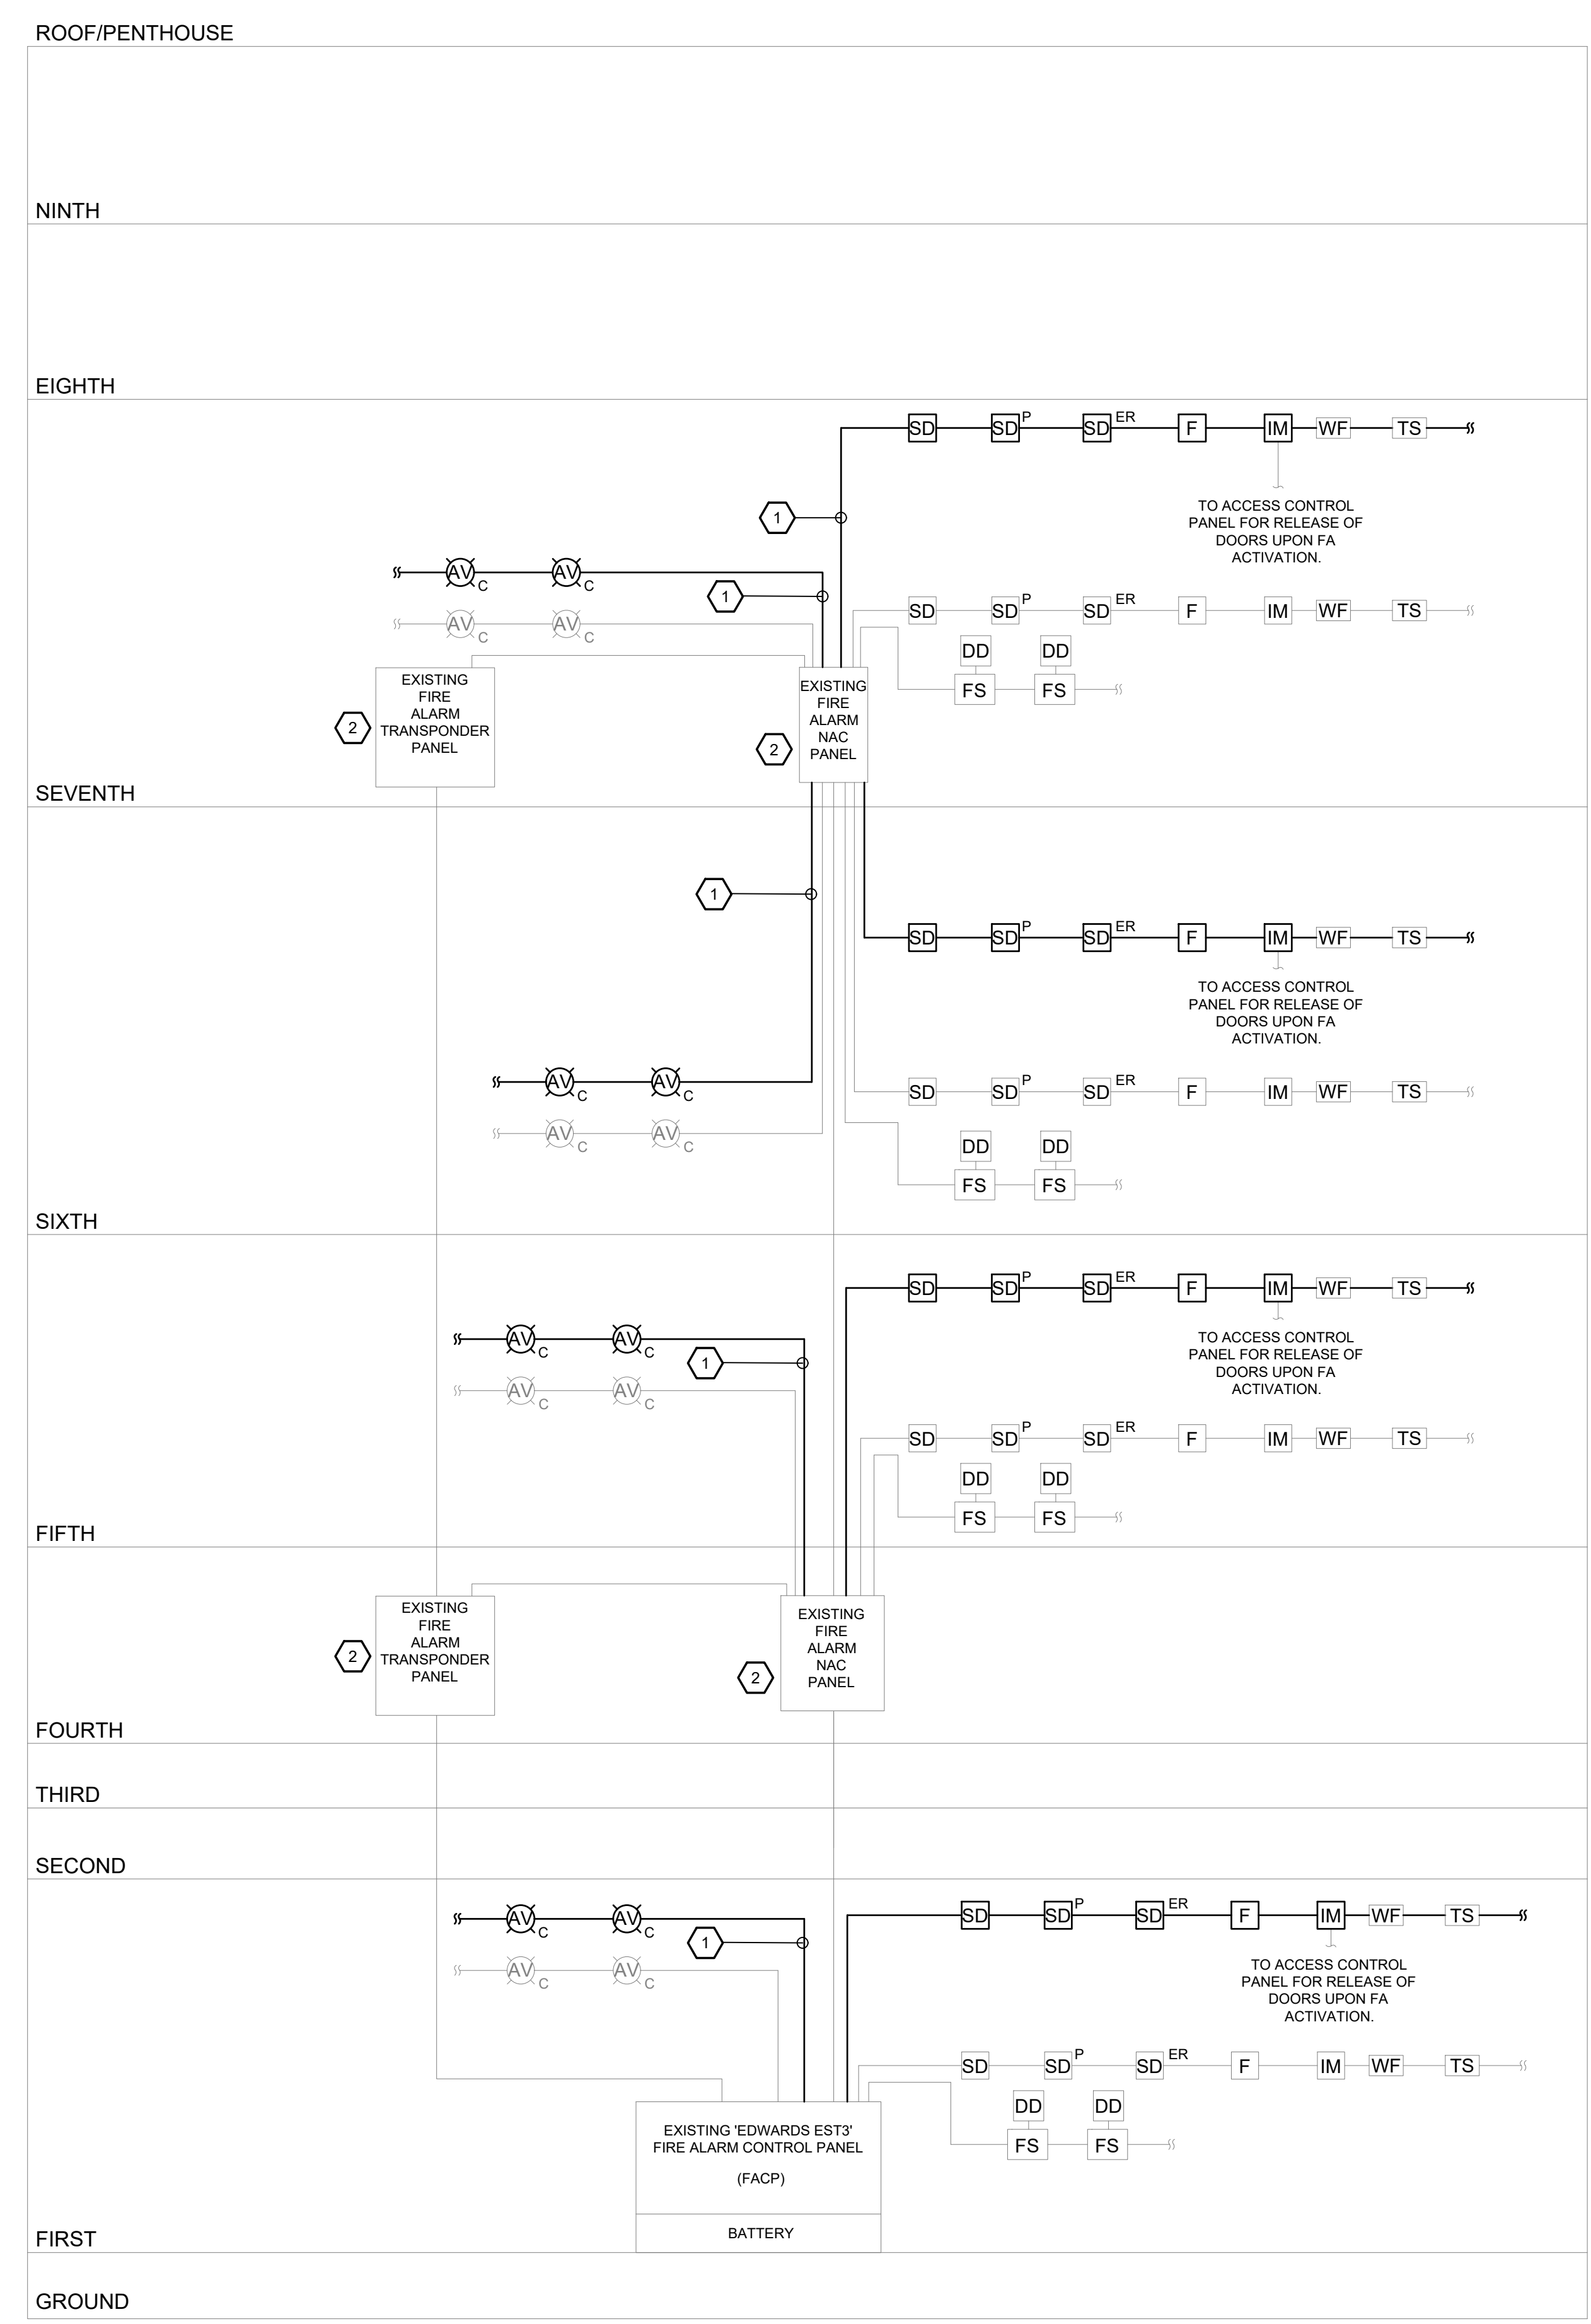 ROOF/PENTHOUSE
NINTH
EIGHTH
SD SD P SD ER F IM WF TS
TO ACCESS CONTROL
PANEL FOR RELEASE OF
DOORS UPON FA
ACTIVATION.
1
AV C AV C
1
AV C AV C
SD SD P SD ER F IM WF TS
DD DD
FS FS
EXISTING
FIRE
ALARM
TRANSPONDER
PANEL
2
EXISTING
FIRE
ALARM
NAC
PANEL
2
SEVENTH
1
SD SD P SD ER F IM WF TS
TO ACCESS CONTROL
PANEL FOR RELEASE OF
DOORS UPON FA
ACTIVATION.
AV C AV C
AV C AV C
SD SD P SD ER F IM WF TS
DD DD
FS FS
SIXTH
SD SD P SD ER F IM WF TS
TO ACCESS CONTROL
PANEL FOR RELEASE OF
DOORS UPON FA
ACTIVATION.
AV C AV C
1
AV C AV C
SD SD P SD ER F IM WF TS
DD DD
FS FS
FIFTH
EXISTING
FIRE
ALARM
TRANSPONDER
PANEL
2
EXISTING
FIRE
ALARM
NAC
PANEL
2
FOURTH
THIRD
SECOND
AV C AV C
1
AV C AV C
SD SD P SD ER F IM WF TS
TO ACCESS CONTROL
PANEL FOR RELEASE OF
DOORS UPON FA
ACTIVATION.
SD SD P SD ER F IM WF TS
DD DD
FS FS
EXISTING 'EDWARDS EST3'
FIRE ALARM CONTROL PANEL
(FACP)
BATTERY
FIRST
GROUND